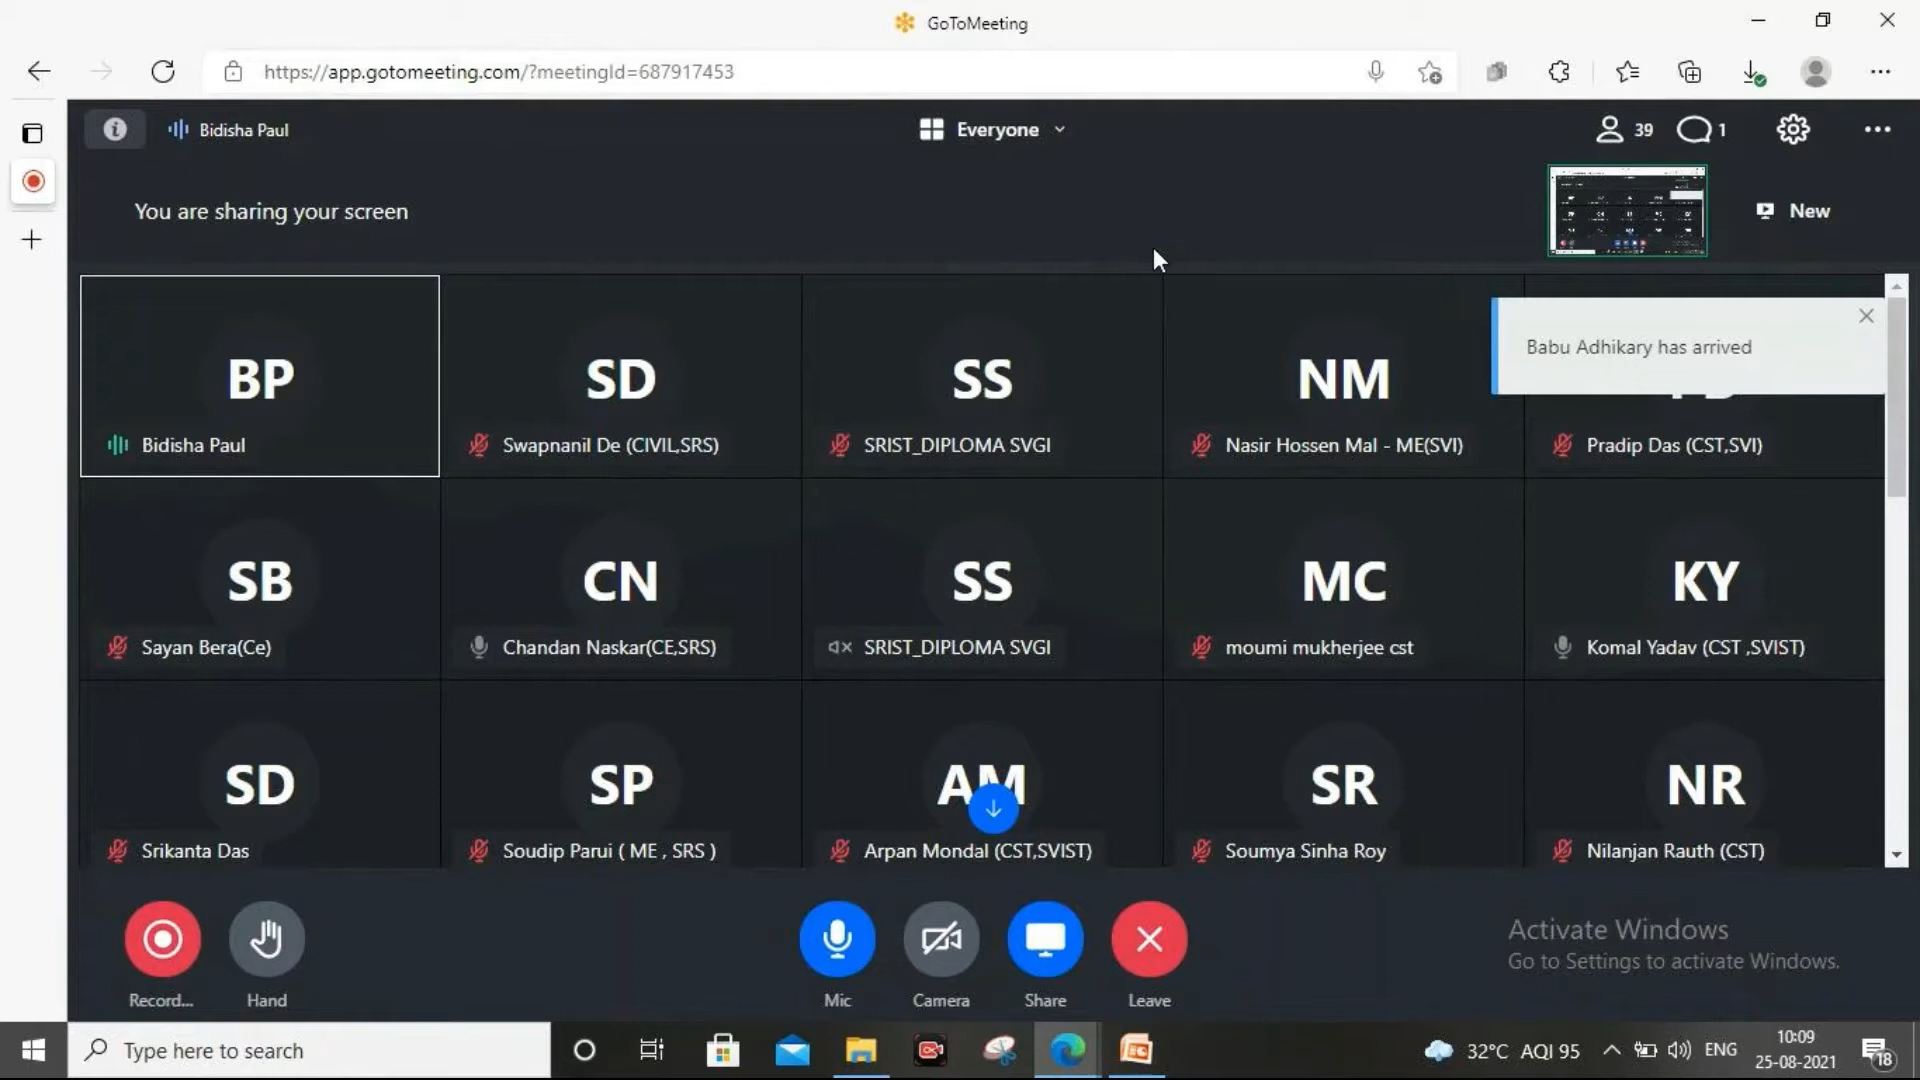 GoToMeeting
https://app.gotomeeting.com/?meetingId=687917453
Bidisha Paul
Everyone
39
1
You are sharing your screen
New
Babu Adhikary has arrived
BP
SD
SS
NM
Bidisha Paul
Swapnanil De (CIVIL,SRS)
SRIST_DIPLOMA SVGI
Nasir Hossen Mal - ME(SVI)
Pradip Das (CST,SVI)
SB
CN
SS
MC
KY
Sayan Bera(Ce)
Chandan Naskar(CE,SRS)
SRIST_DIPLOMA SVGI
moumi mukherjee cst
Komal Yadav (CST ,SVIST)
SD
SP
AM
SR
NR
Srikanta Das
Soudip Parui ( ME , SRS )
Arpan Mondal (CST,SVIST)
Soumya Sinha Roy
Nilanjan Rauth (CST)
Record...
Hand
Mic
Camera
Share
Leave
Activate Windows
Go to Settings to activate Windows.
Type here to search
32°C AQI 95
ENG
10:09
25-08-2021
18